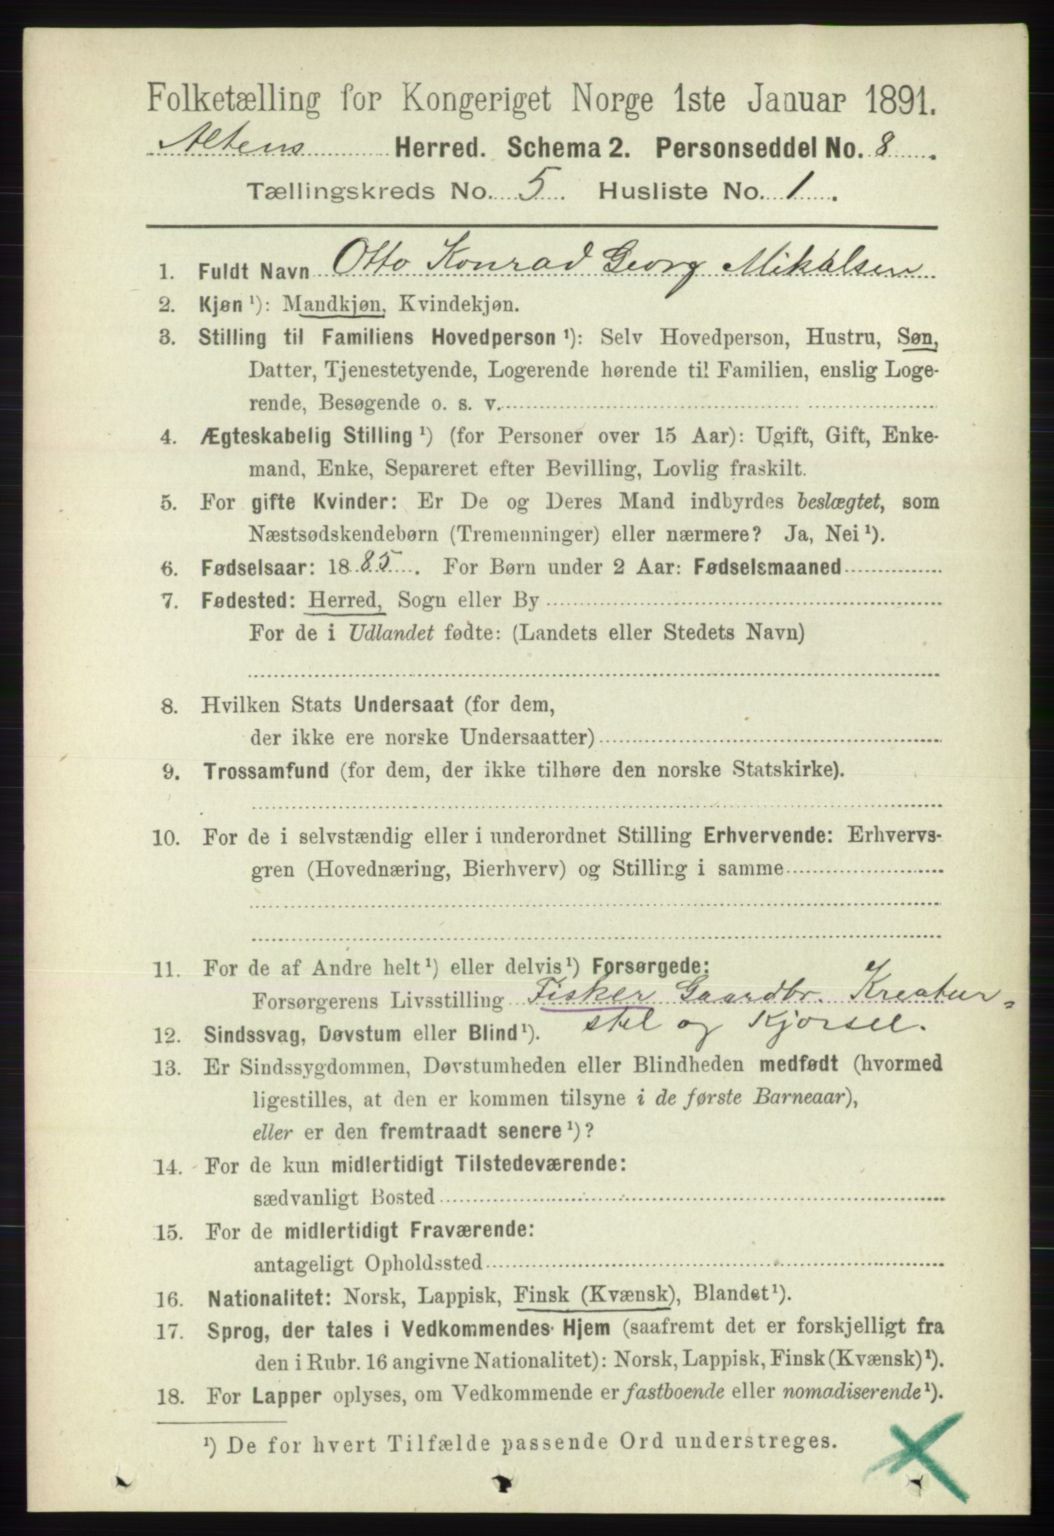 Folketælling for Kongeriget Norge 1ste Januar 1891.
Altens Herred. Schema 2. Personseddel No. 8.
Tællingskreds No. 5. Husliste No. 1.
1. Fuldt Navn Otto Konrad Georg Mikalsen
2. Kjøn ¹): Mandkjøn, Kvindekjøn.
3. Stilling til Familiens Hovedperson ¹): Selv Hovedperson, Hustru, Søn,
Datter, Tjenestetyende, Logerende hørende til Familien, enslig Loge-
rende, Besøgende o. s. v.
4. Ægteskabelig Stilling ¹) (for Personer over 15 Aar): Ugift, Gift, Enke-
mand, Enke, Separeret efter Bevilling, Lovlig fraskilt.
5. For gifte Kvinder: Er De og Deres Mand indbyrdes beslægtet, som
Næstsødskendebørn (Tremenninger) eller nærmere? Ja, Nei ¹).
6. Fødselsaar: 1885. For Børn under 2 Aar: Fødselsmaaned
7. Fødested: Herred, Sogn eller By
For de i Udlandet fødte: (Landets eller Stedets Navn)
8. Hvilken Stats Undersaat (for dem,
der ikke ere norske Undersaatter)
9. Trossamfund (for dem, der ikke tilhøre den norske Statskirke).
10. For de i selvstændig eller i underordnet Stilling Erhvervende: Erhvervs-
gren (Hovednæring, Bierhverv) og Stilling i samme
11. For de af Andre helt ¹) eller delvis ¹) Forsørgede:
Forsørgerens Livsstilling Fisker Gaardbr. Kreatur=
stel og Kjørsel.
12. Sindssvag, Døvstum eller Blind ¹).
13. Er Sindssygdommen, Døvstumheden eller Blindheden medfødt (hvormed
ligestilles, at den er kommen tilsyne i de første Barneaar),
eller er den fremtraadt senere ¹)?
14. For de kun midlertidigt Tilstedeværende:
sædvanligt Bosted
15. For de midlertidigt Fraværende:
antageligt Opholdssted
16. Nationalitet: Norsk, Lappisk, Finsk (Kvænsk), Blandet ¹).
17. Sprog, der tales i Vedkommendes Hjem (saafremt det er forskjelligt fra
den i Rubr. 16 angivne Nationalitet): Norsk, Lappisk, Finsk (Kvænsk) ¹).
18. For Lapper oplyses, om Vedkommende er fastboende eller nomadiserende ¹).
¹) De for hvert Tilfælde passende Ord understreges.